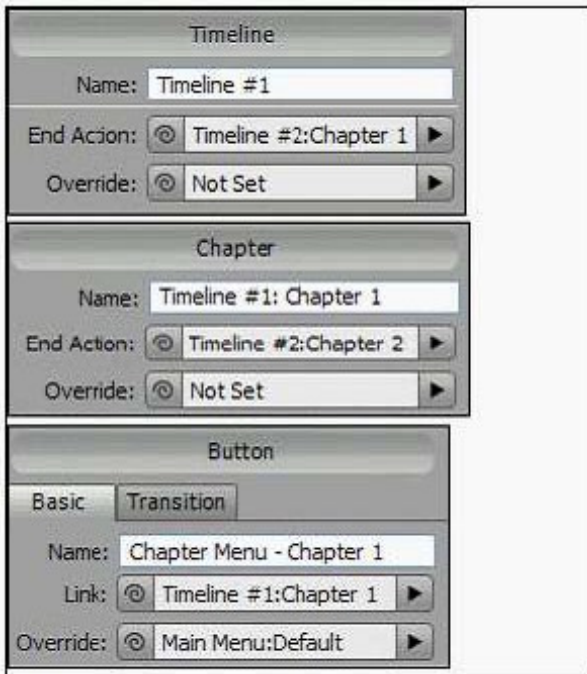 Timeline
Name: Timeline #1
End Action: Timeline #2:Chapter 1
Override: Not Set
Chapter
Name: Timeline #1: Chapter 1
End Action: Timeline #2:Chapter 2
Override: Not Set
Button
Basic Transition
Name: Chapter Menu - Chapter 1
Link: Timeline #1:Chapter 1
Override: Main Menu:Default